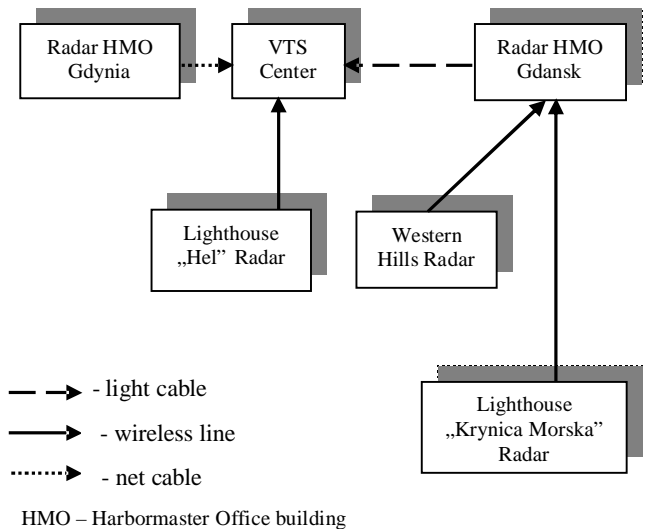 Radar HMO
Gdynia
VTS
Center
Radar HMO
Gdansk
Lighthouse
„Hel” Radar
Western
Hills Radar
Lighthouse
„Krynica Morska”
Radar
- light cable
- wireless line
- net cable
HMO – Harbormaster Office building